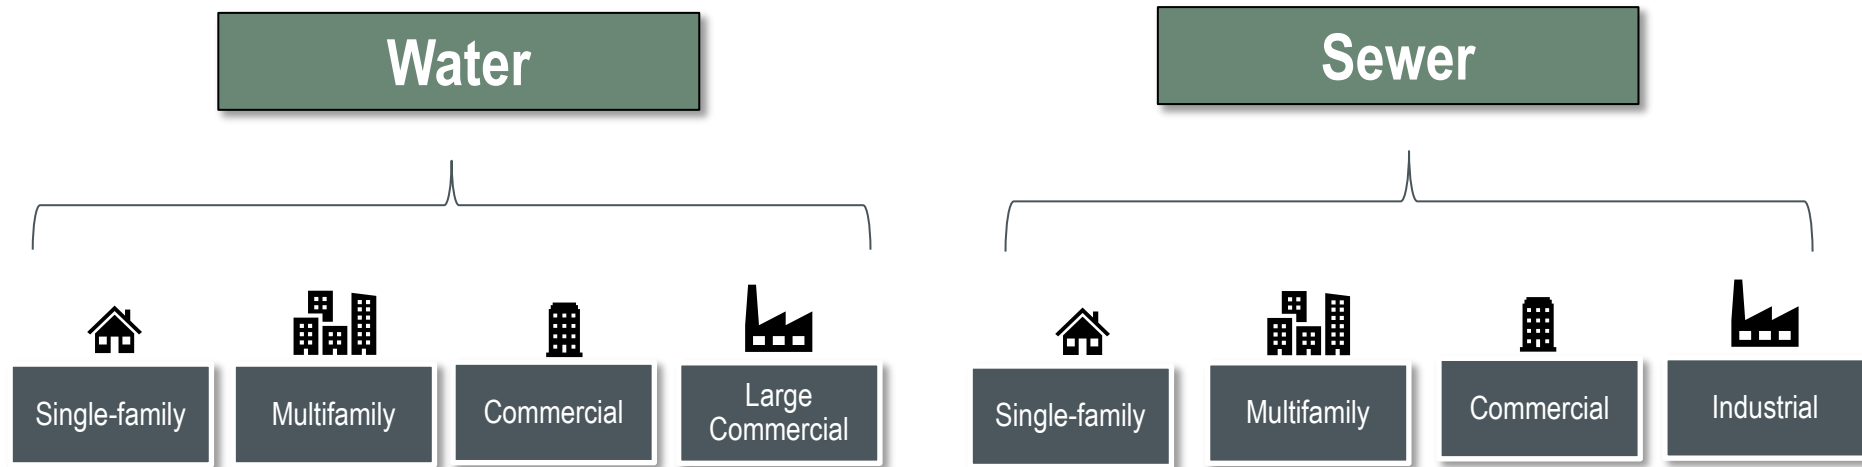 Water
Sewer
Single-family
Multifamily
Commercial
Large
Commercial
Single-family
Multifamily
Commercial
Industrial